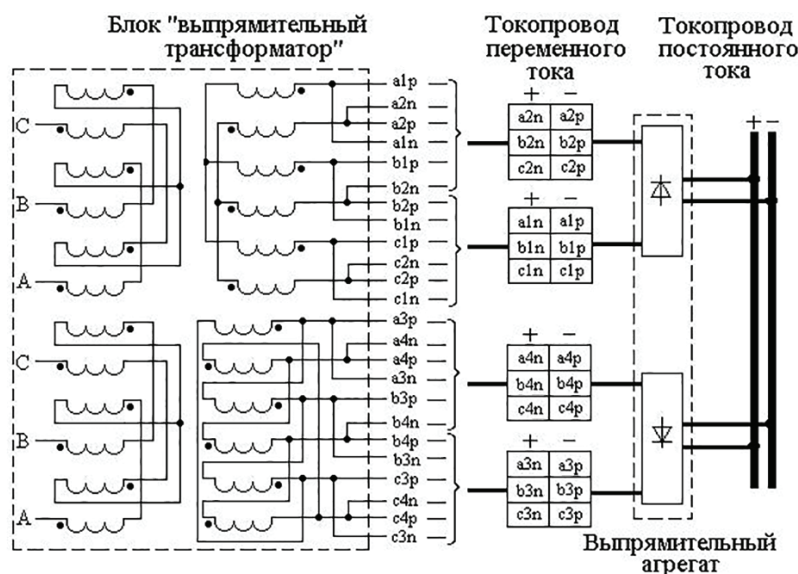 Блок "выпрямительный
трансформатор"
Токопровод
переменного
тока
Токопровод
постоянного
тока
C
B
A
C
B
A
a1p
a2n
a2p
a1n
b1p
b2n
b2p
b1n
c1p
c2n
c2p
c1n
a3p
a4n
a4p
a3n
b3p
b4n
b4p
b3n
c3p
c4n
c4p
c3n
+ −
a2n a2p
b2n b2p
c2n c2p
+ −
a1n a1p
b1n b1p
c1n c1p
+ −
a4n a4p
b4n b4p
c4n c4p
+ −
a3n a3p
b3n b3p
c3n c3p
+ −
Выпрямительный
агрегат